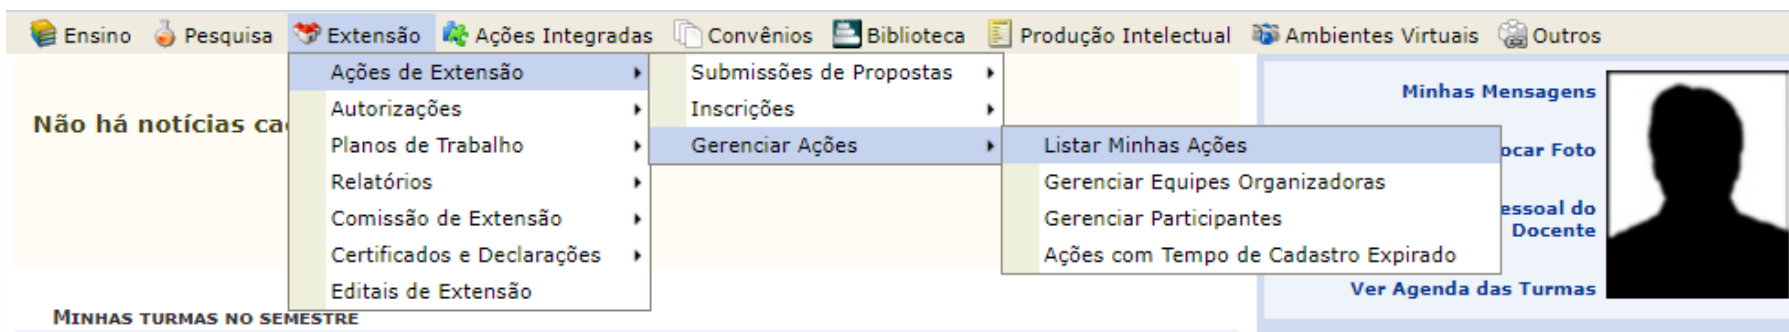 Ensino Pesquisa Extensão Ações Integradas Convênios Biblioteca Produção Intelectual Ambientes Virtuais Outros
Ações de Extensão
Autorizações
Planos de Trabalho
Relatórios
Comissão de Extensão
Certificados e Declarações
Editais de Extensão
Submissões de Propostas
Inscrições
Gerenciar Ações
Listar Minhas Ações
Gerenciar Equipes Organizadoras
Gerenciar Participantes
Ações com Tempo de Cadastro Expirado
Não há notícias
MINHAS TURMAS NO SEMESTRE
Minhas Mensagens
Foto
do
Docente
Ver Agenda das Turmas